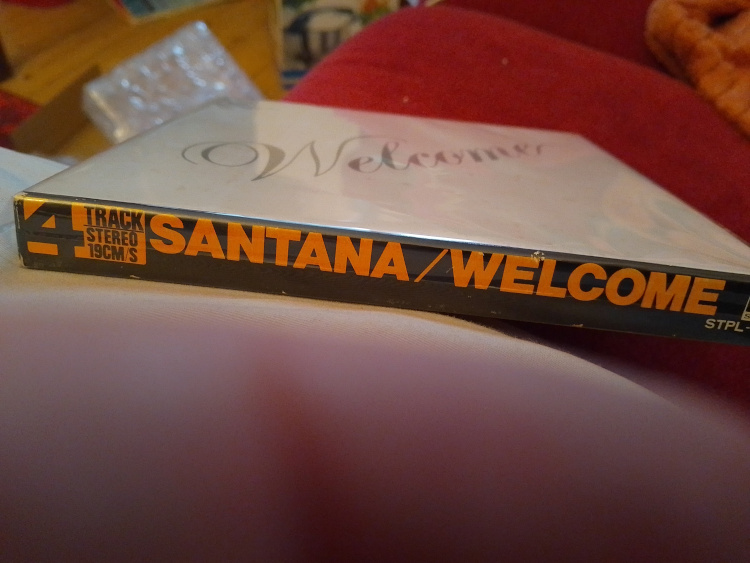 Welcome
4 TRACK
STEREO
19CM/S
SANTANA/WELCOME
STPL-